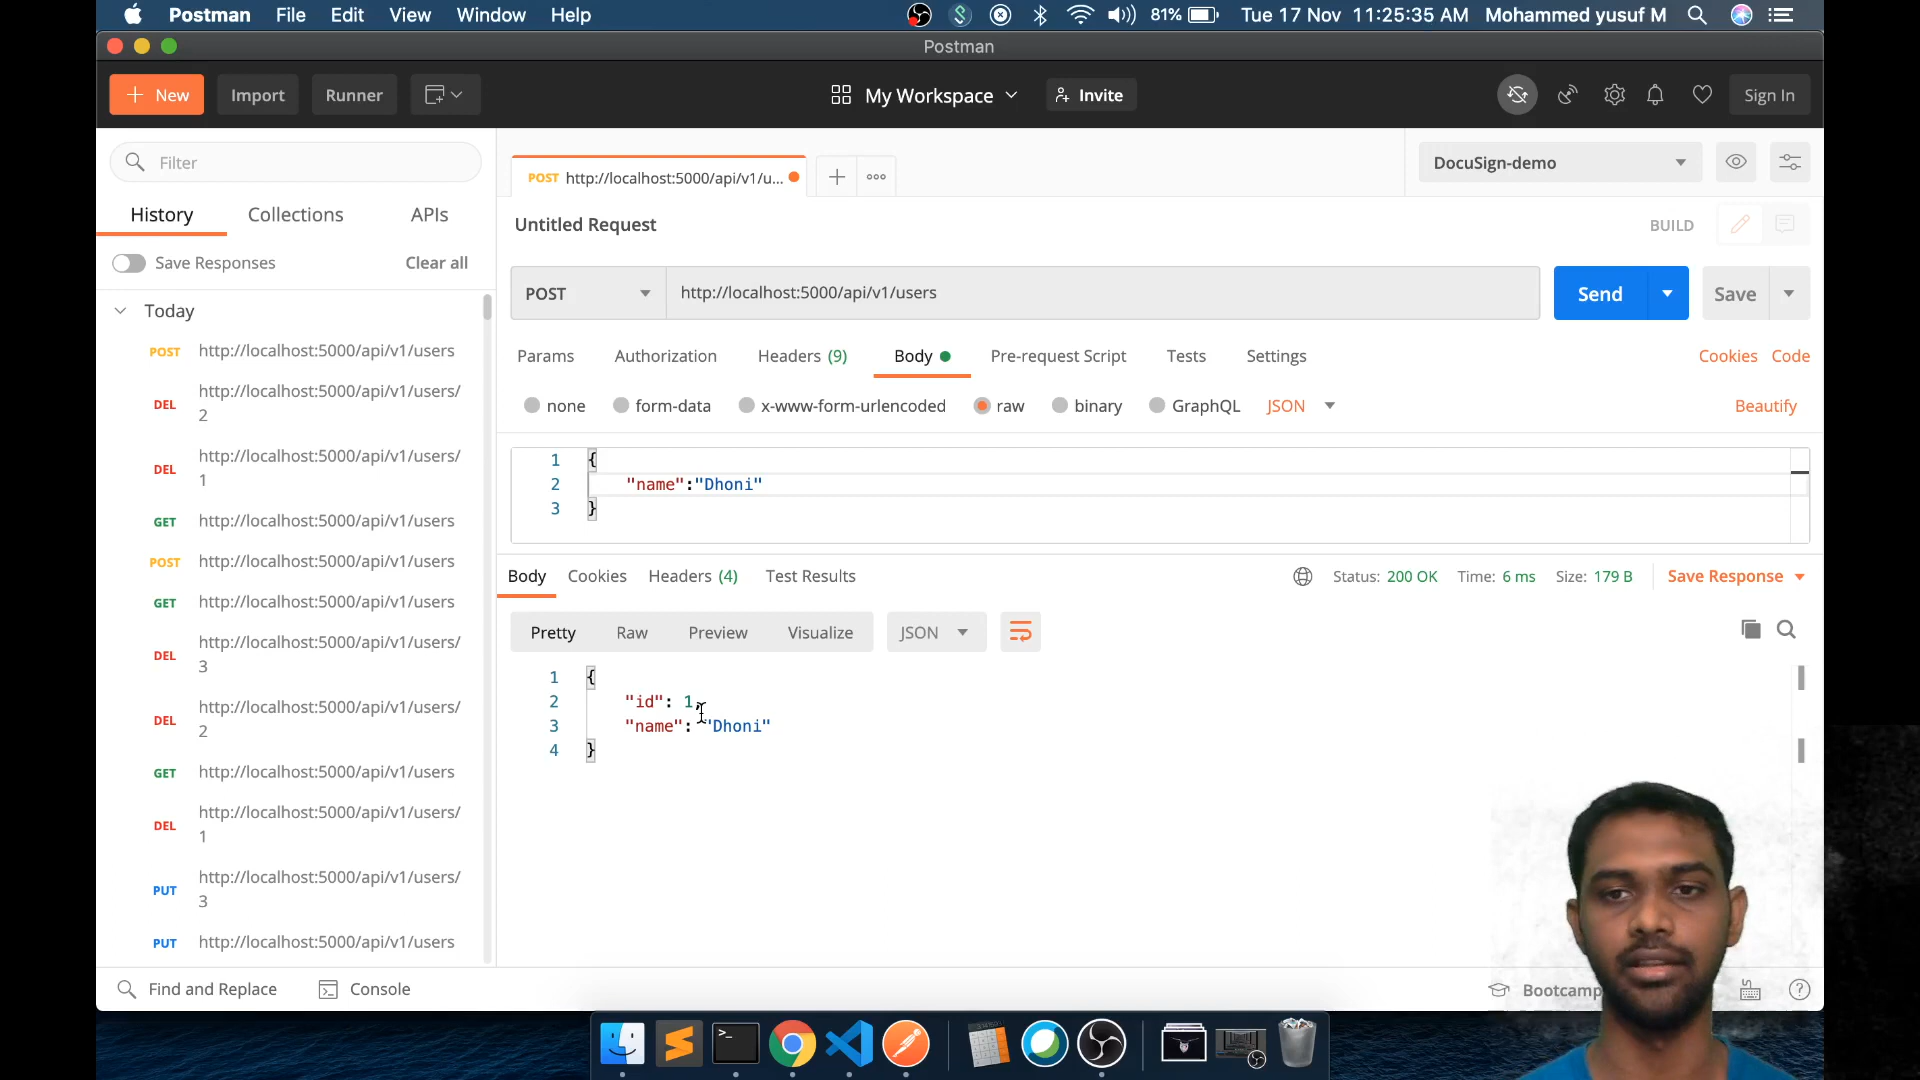 Postman File Edit View Window Help 81% Tue 17 Nov 11:25:35 AM Mohammed yusuf M
Postman
New Import Runner My Workspace Invite Sign In
Filter
History Collections APIs
Save Responses Clear all
Today
POST http://localhost:5000/api/v1/users
DEL http://localhost:5000/api/v1/users/
2
DEL http://localhost:5000/api/v1/users/
1
GET http://localhost:5000/api/v1/users
POST http://localhost:5000/api/v1/users
GET http://localhost:5000/api/v1/users
DEL http://localhost:5000/api/v1/users/
3
DEL http://localhost:5000/api/v1/users/
2
GET http://localhost:5000/api/v1/users
DEL http://localhost:5000/api/v1/users/
1
PUT http://localhost:5000/api/v1/users/
3
PUT http://localhost:5000/api/v1/users
POST http://localhost:5000/api/v1/u... DocuSign-demo
Untitled Request BUILD
POST http://localhost:5000/api/v1/users Send Save
Params Authorization Headers (9) Body Pre-request Script Tests Settings Cookies Code
none form-data x-www-form-urlencoded raw binary GraphQL JSON Beautify
1 {
2 "name":"Dhoni"
3 }
Body Cookies Headers (4) Test Results Status: 200 OK Time: 6 ms Size: 179 B Save Response
Pretty Raw Preview Visualize JSON
1 {
2 "id": 1,
3 "name": "Dhoni"
4 }
Find and Replace Console Bootcamp